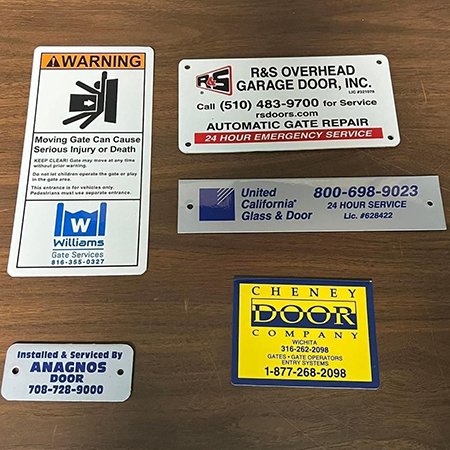 WARNING
Moving Gate Can Cause
Serious Injury or Death
KEEP CLEAR! Gate may move at any time
without prior warning.
Do not let children operate the gate or play
in the gate area.
This entrance is for vehicles only.
Pedestrians must use separate entrance.
W
Williams
Gate Services
816-355-0327
R&S
R&S OVERHEAD
GARAGE DOOR, INC.
LIC #321076
Call (510) 483-9700 for Service
rsdoors.com
AUTOMATIC GATE REPAIR
24 HOUR EMERGENCY SERVICE
United
California®
Glass & Door
800-698-9023
24 HOUR SERVICE
Lic. #628422
CHENEY
DOOR
COMPANY
WICHITA
316-262-2098
GATES • GATE OPERATORS
ENTRY SYSTEMS
1-877-268-2098
Installed & Serviced By
ANAGNOS
DOOR
708-728-9000